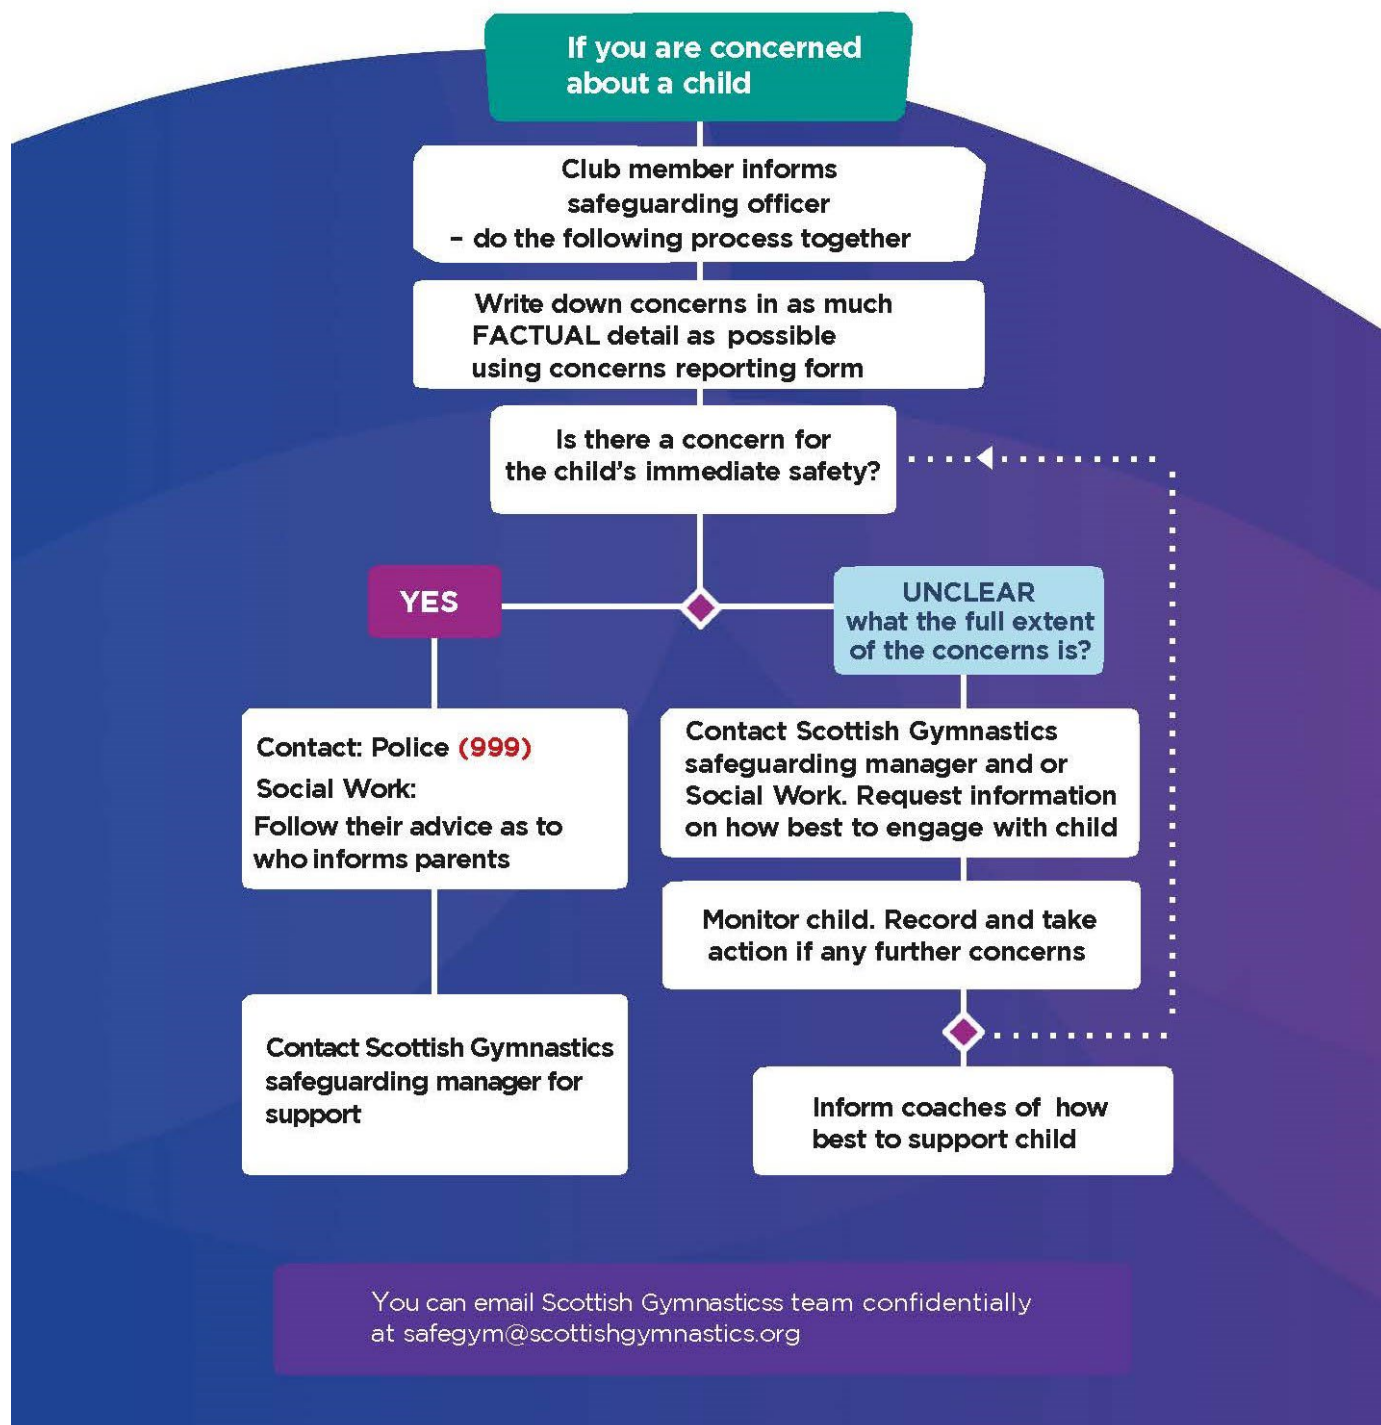 If you are concerned
about a child
Club member informs
safeguarding officer
– do the following process together
Write down concerns in as much
FACTUAL detail as possible
using concerns reporting form
Is there a concern for
the child's immediate safety?
YES
UNCLEAR
what the full extent
of the concerns is?
Contact: Police (999)
Social Work:
Follow their advice as to
who informs parents
Contact Scottish Gymnastics
safeguarding manager and or
Social Work. Request information
on how best to engage with child
Monitor child. Record and take
action if any further concerns
Contact Scottish Gymnastics
safeguarding manager for
support
Inform coaches of how
best to support child
You can email Scottish Gymnasticss team confidentially
at safegym@scottishgymnastics.org